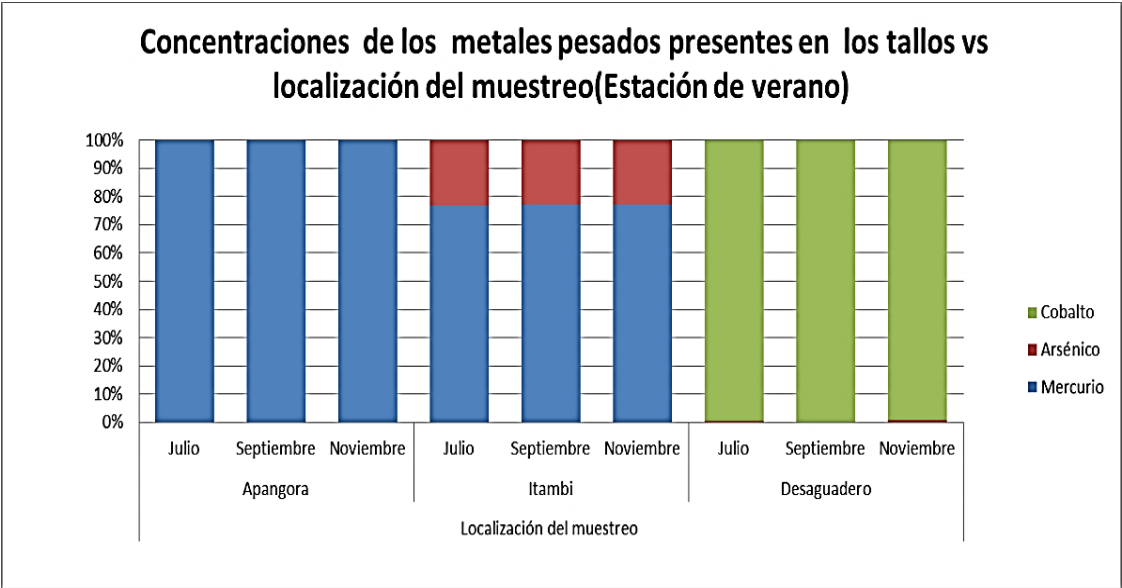 Concentraciones de los metales pesados presentes en los tallos vs
localización del muestreo(Estación de verano)
100%
90%
80%
70%
60%
50%
40%
30%
20%
10%
0%
Cobalto
Arsénico
Mercurio
Julio Septiembre Noviembre Julio Septiembre Noviembre Julio Septiembre Noviembre
Apangora Itambi Desaguadero
Localización del muestreo